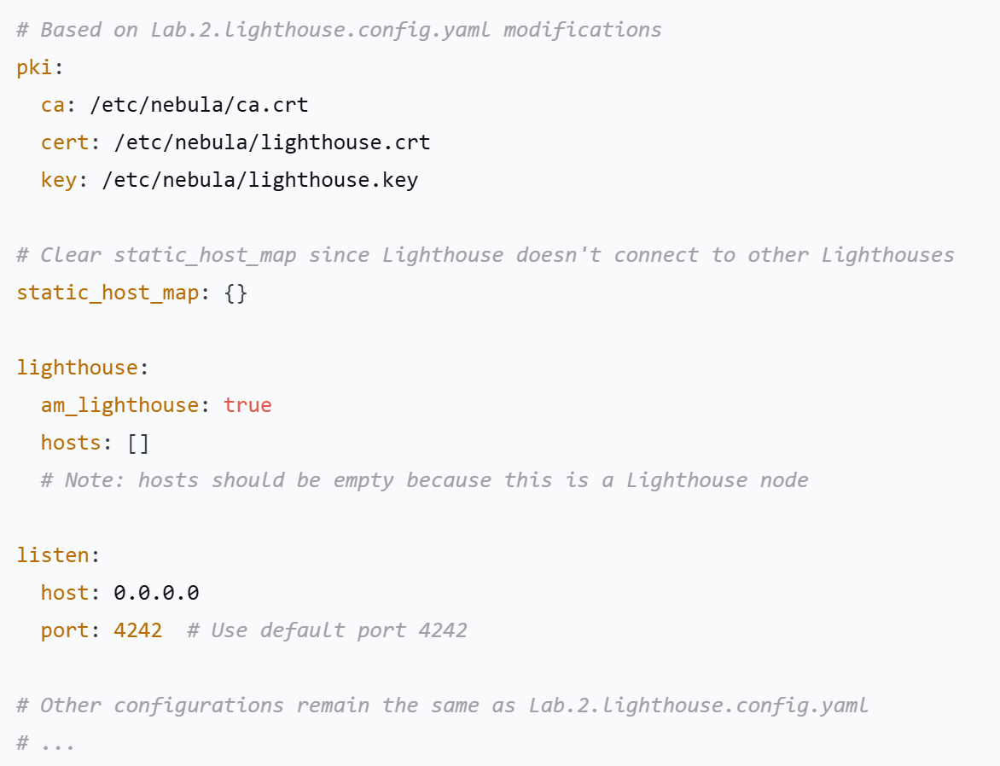 # Based on Lab.2.lighthouse.config.yaml modifications
pki:
  ca: /etc/nebula/ca.crt
  cert: /etc/nebula/lighthouse.crt
  key: /etc/nebula/lighthouse.key

# Clear static_host_map since Lighthouse doesn't connect to other Lighthouses
static_host_map: {}

lighthouse:
  am_lighthouse: true
  hosts: []
  # Note: hosts should be empty because this is a Lighthouse node

listen:
  host: 0.0.0.0
  port: 4242  # Use default port 4242

# Other configurations remain the same as Lab.2.lighthouse.config.yaml
# ...